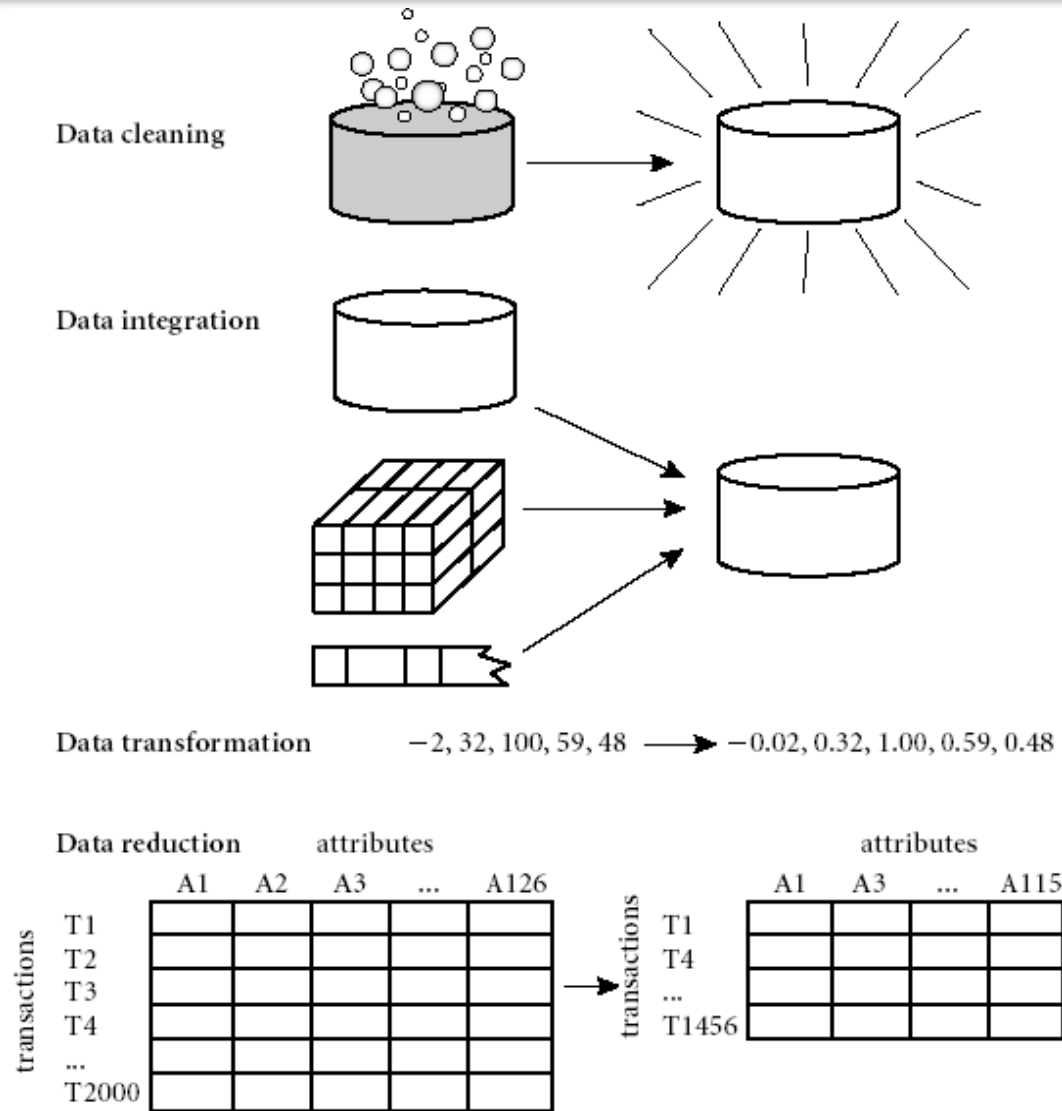 Data cleaning
Data integration
Data transformation −2, 32, 100, 59, 48 −0.02, 0.32, 1.00, 0.59, 0.48
Data reduction attributes
A1 A2 A3 ... A126
transactions
T1
T2
T3
T4
...
T2000
attributes
A1 A3 ... A115
transactions
T1
T4
...
T1456